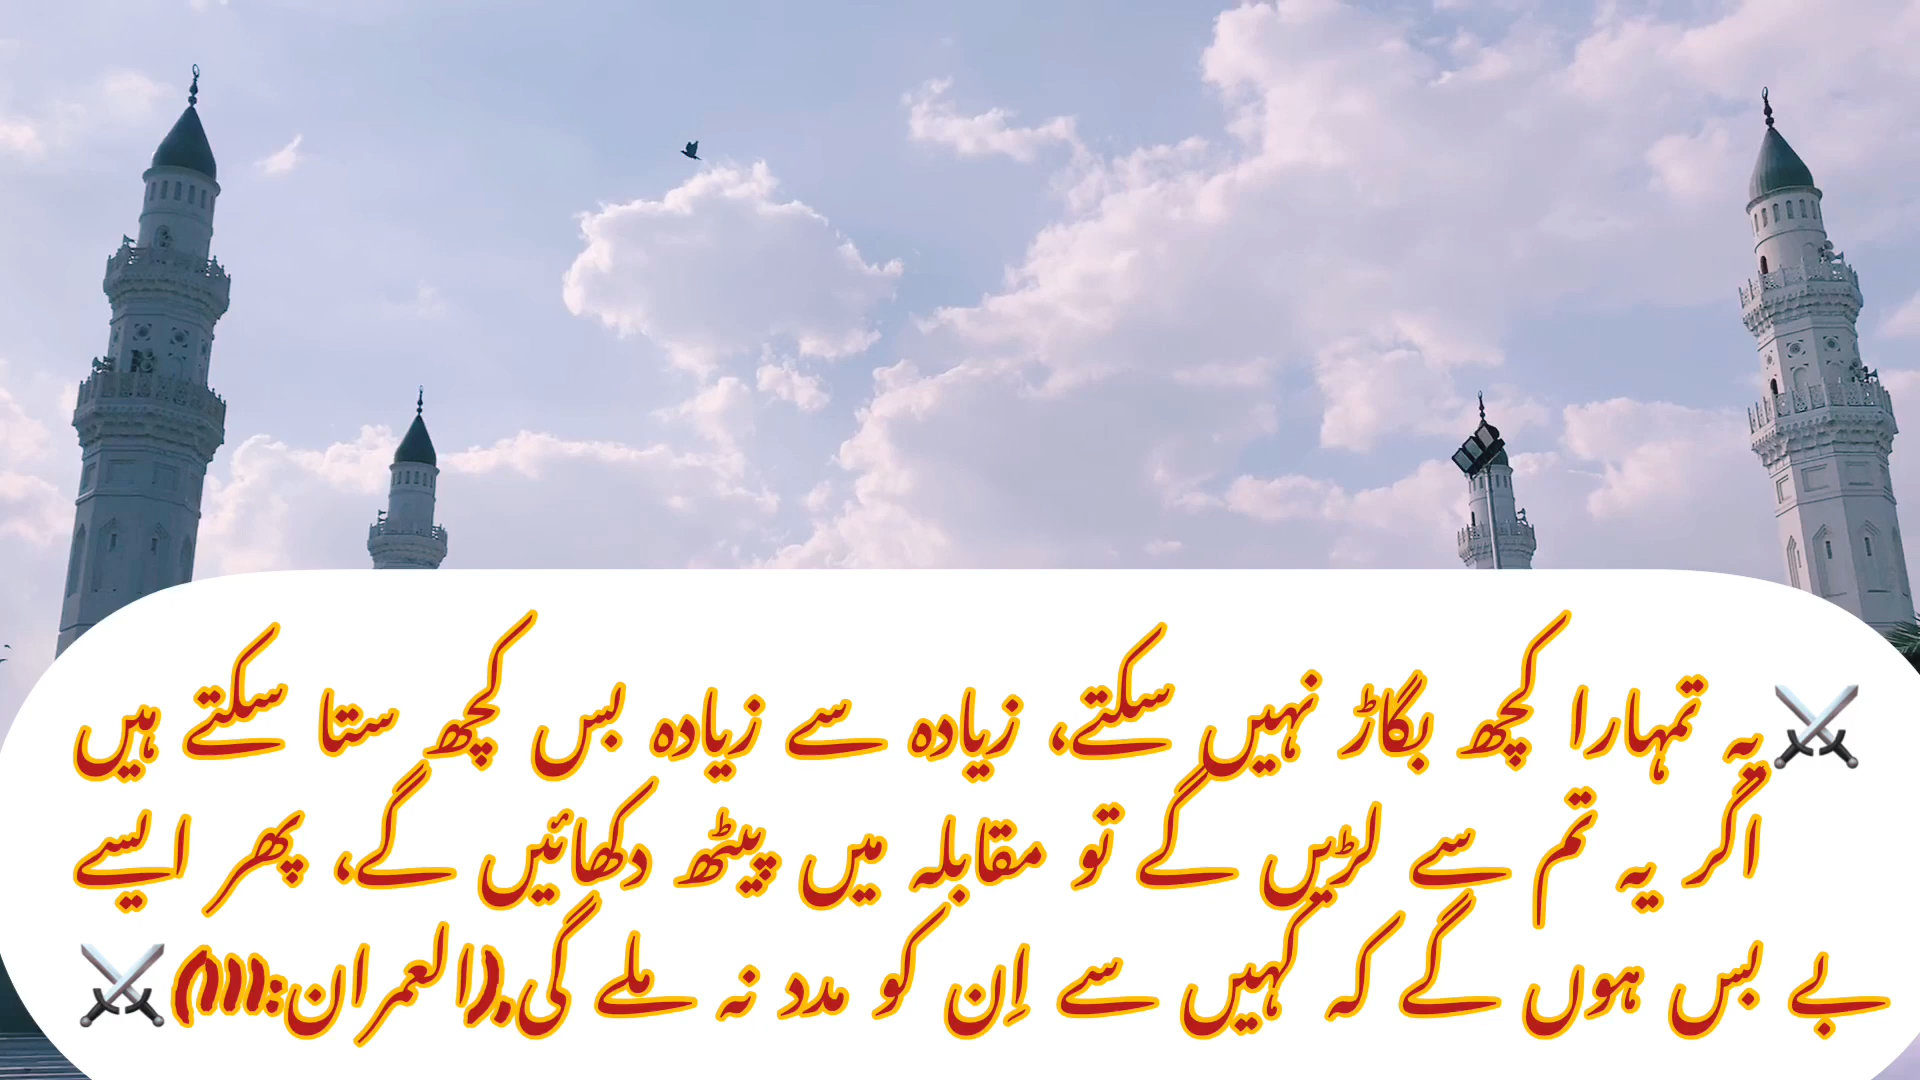 ⚔️یہ تمہارا کچھ بگاڑ نہیں سکتے، زیادہ سے زیادہ بس کچھ ستا سکتے ہیں
اگر یہ تم سے لڑیں گے تو مقابلہ میں پیٹھ دکھائیں گے، پھر ایسے
بے بس ہوں گے کہ کہیں سے اِن کو مدد نہ ملے گی.(العمران:111)⚔️